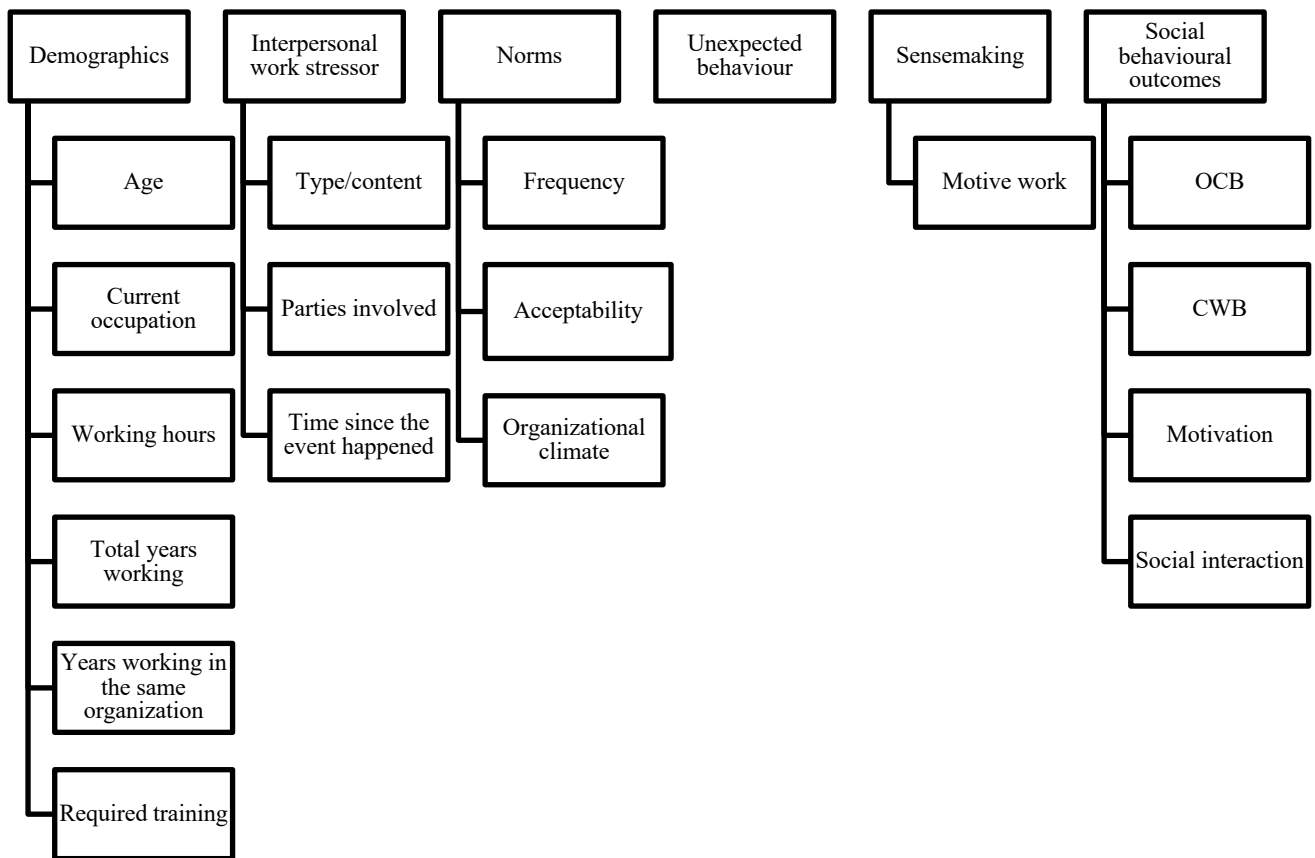 Demographics
Age
Current
occupation
Working hours
Total years
working
Years working in
the same
organization
Required training
Interpersonal
work stressor
Type/content
Parties involved
Time since the
event happened
Norms
Frequency
Acceptability
Organizational
climate
Unexpected
behaviour
Sensemaking
Motive work
Social
behavioural
outcomes
OCB
CWB
Motivation
Social interaction